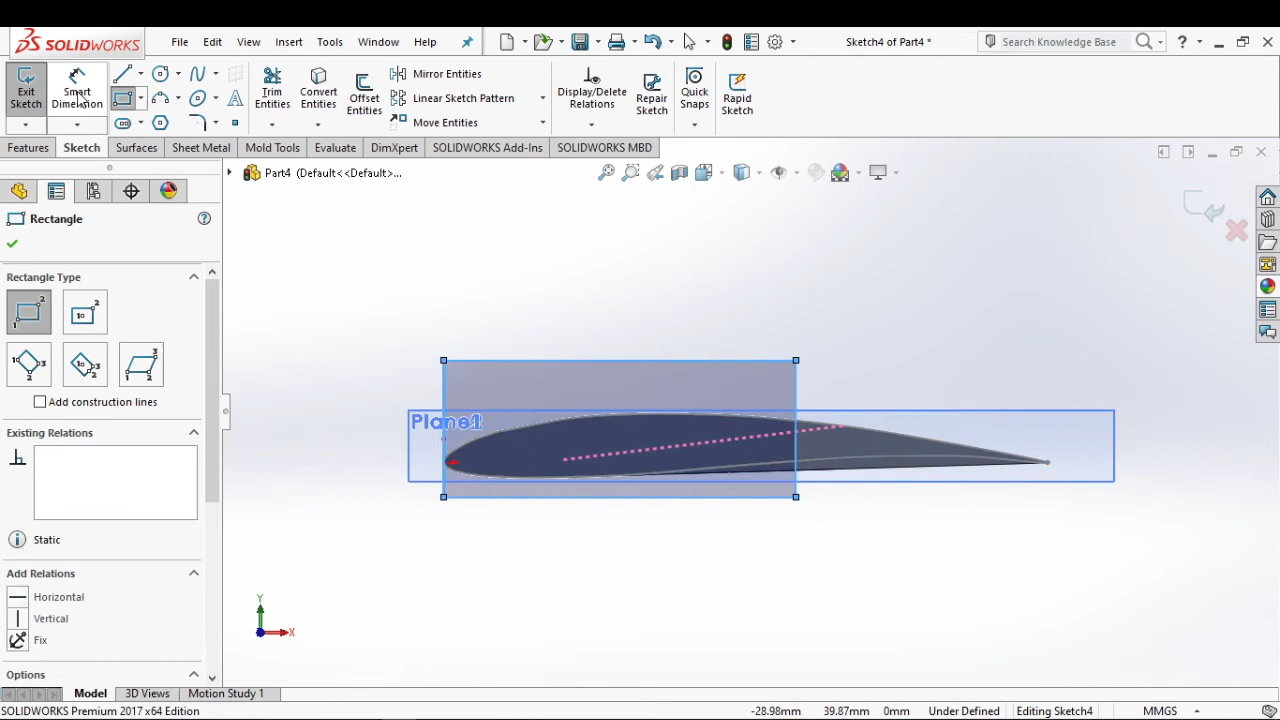 SOLIDWORKS File Edit View Insert Tools Window Help Sketch4 of Part4 * Search Knowledge Base
Exit Sketch Smart Dimension Trim Entities Convert Entities Offset Entities Mirror Entities Linear Sketch Pattern Move Entities Display/Delete Relations Repair Sketch Quick Snaps Rapid Sketch
Features Sketch Surfaces Sheet Metal Mold Tools Evaluate DimXpert SOLIDWORKS Add-Ins SOLIDWORKS MBD
Part4 (Default<<Default>...
Rectangle
Rectangle Type
Add construction lines
Existing Relations
Plane1
Static
Add Relations
Horizontal
Vertical
Fix
Y
X
Options
Model 3D Views Motion Study 1
SOLIDWORKS Premium 2017 x64 Edition -28.98mm 39.87mm 0mm Under Defined Editing Sketch4 MMGS